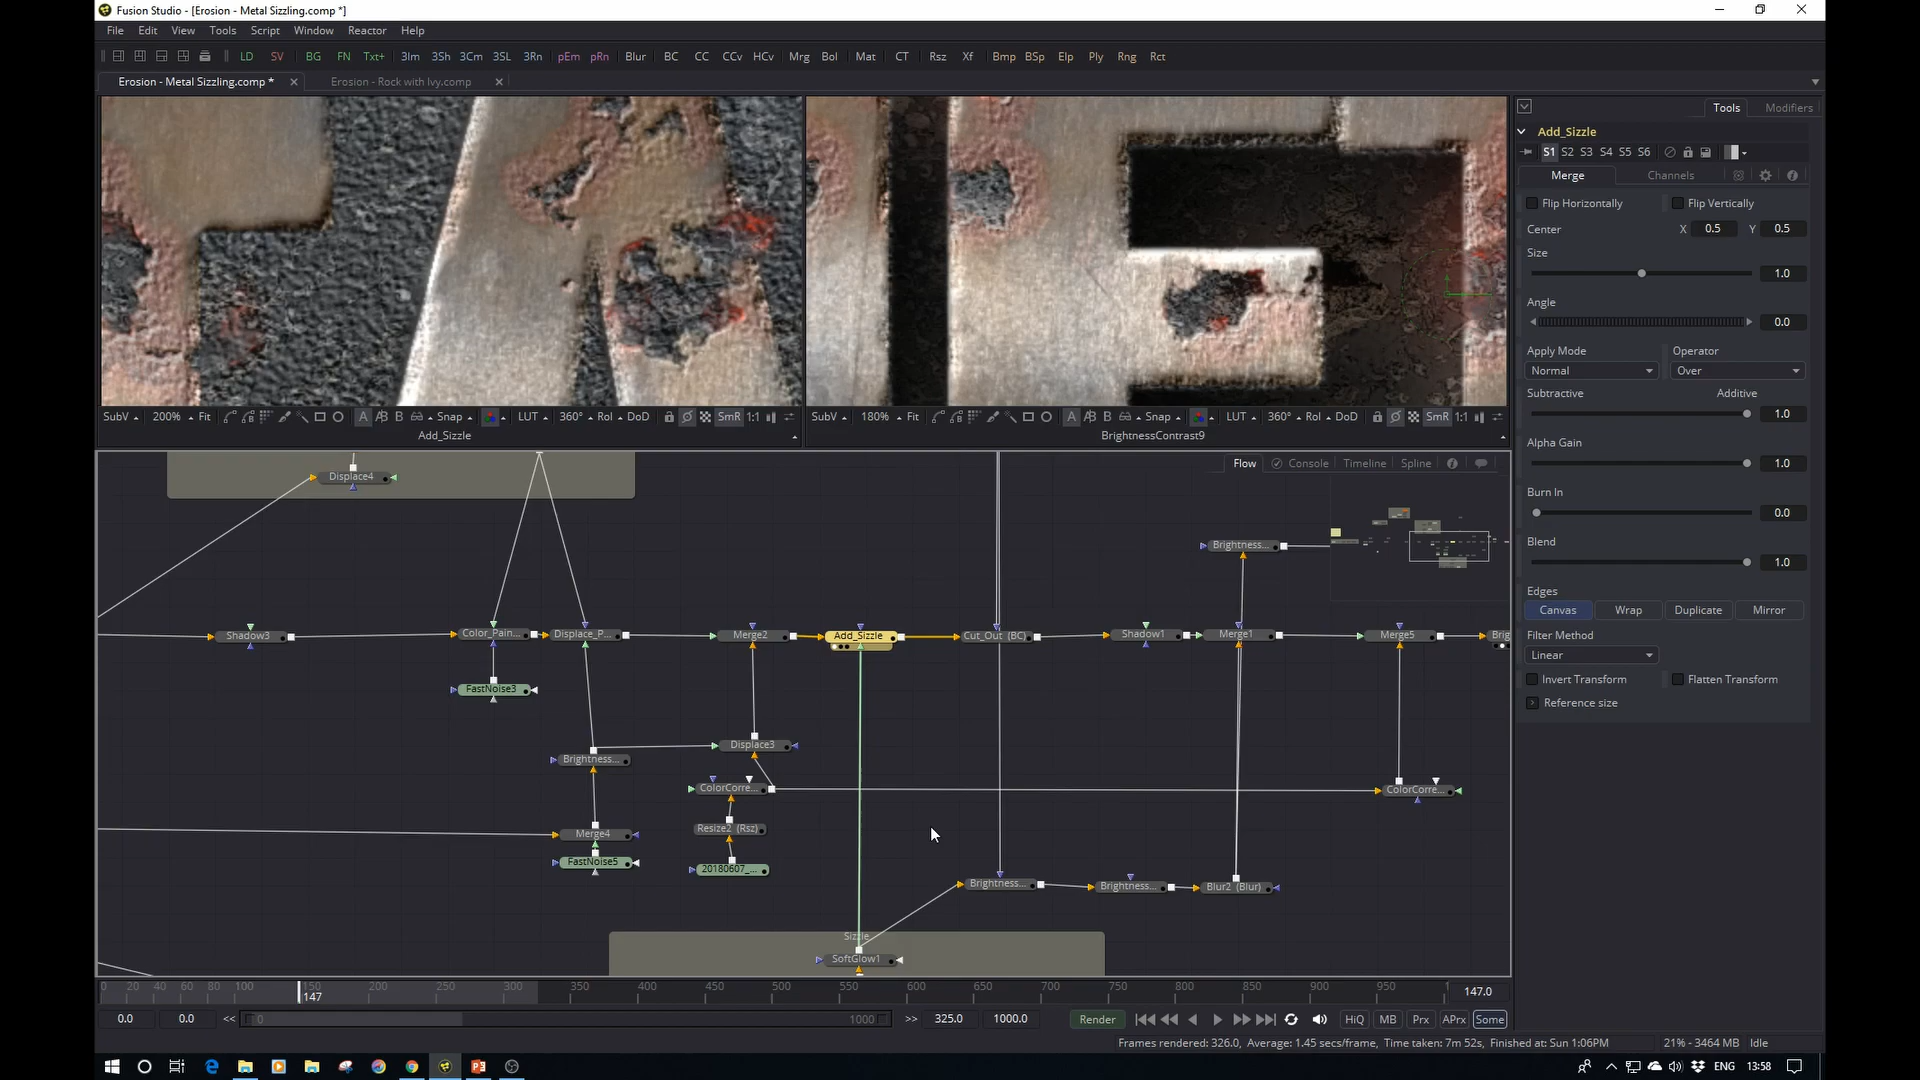 Fusion Studio - [Erosion - Metal Sizzling.comp *]
File Edit View Tools Script Window Reactor Help
LD SV BG FN Txt+ 3Im 3Sh 3Cm 3SL 3Rn pEm pRn Blur BC CC CCv HCv Mrg Bol Mat CT Rsz Xf Bmp BSp Elp Ply Rng Rct
Erosion - Metal Sizzling.comp *
Erosion - Rock with Ivy.comp
SubV 200% Fit A B Snap LUT 360° RoI DoD SmR 1:1
Add_Sizzle
SubV 180% Fit A B Snap LUT 360° RoI DoD SmR 1:1
BrightnessContrast9
Flow Console Timeline Spline
Displace4
Brightness...
Shadow3
Color_Pain...
Displace_P...
Merge2
Add_Sizzle
Cut_Out (BC)
Shadow1
Merge1
Merge5
Brig
FastNoise3
Displace3
Brightness...
ColorCorre...
ColorCorre...
Resize2 (Rsz)
Merge4
FastNoise5
20180607_...
Brightness...
Brightness...
Blur2 (Blur)
Sizzle
SoftGlow1
0 20 40 60 80 100 150 200 250 300 350 400 450 500 550 600 650 700 750 800 850 900 950
147
147.0
0.0 0.0 << 0 1000 >> 325.0 1000.0 Render HiQ MB Prx APrx Some
Frames rendered: 326.0, Average: 1.45 secs/frame, Time taken: 7m 52s, Finished at: Sun 1:06PM
21% - 3464 MB Idle
Tools Modifiers
Add_Sizzle
S1 S2 S3 S4 S5 S6
Merge Channels
Flip Horizontally Flip Vertically
Center X 0.5 Y 0.5
Size
1.0
Angle
0.0
Apply Mode Operator
Normal Over
Subtractive Additive
1.0
Alpha Gain
1.0
Burn In
0.0
Blend
1.0
Edges
Canvas Wrap Duplicate Mirror
Filter Method
Linear
Invert Transform Flatten Transform
Reference size
ENG 13:58